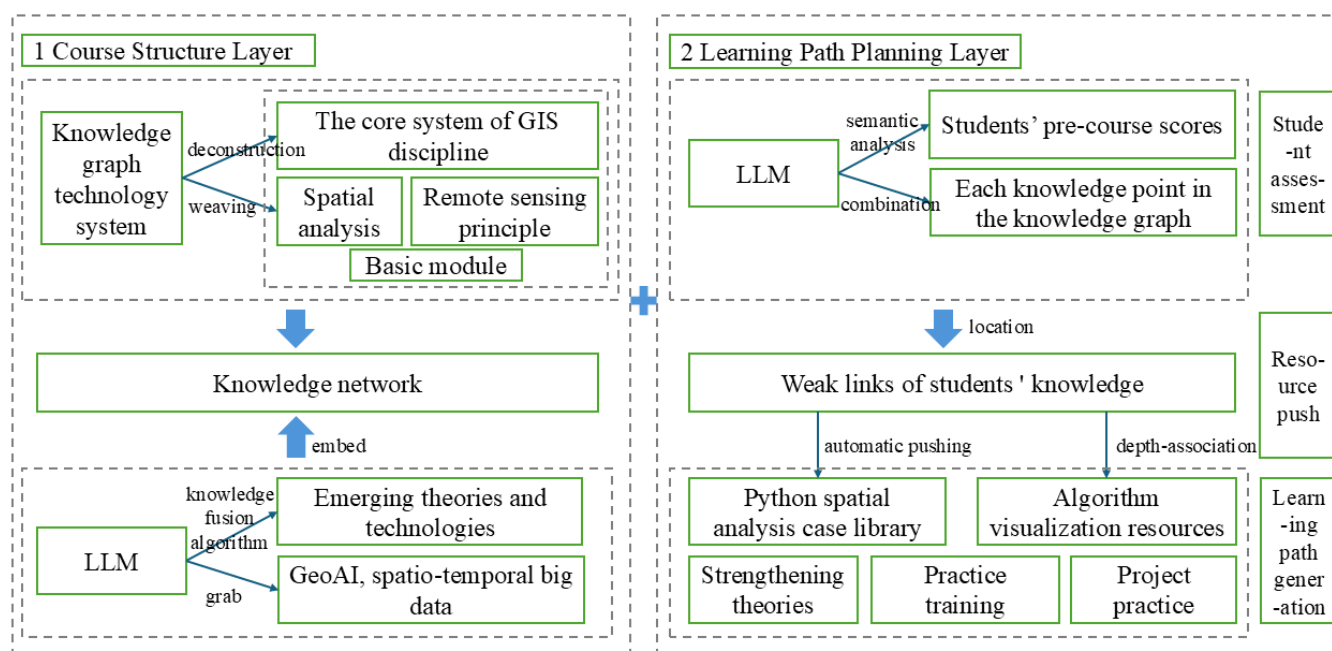 1 Course Structure Layer
Knowledge
graph
technology
system
deconstruction
weaving
The core system of GIS
discipline
Spatial
analysis
Remote sensing
principle
Basic module
Knowledge network
embed
LLM
knowledge
fusion
algorithm
grab
Emerging theories and
technologies
GeoAI, spatio-temporal big
data
2 Learning Path Planning Layer
LLM
semantic
analysis
combination
Students’ pre-course scores
Each knowledge point in
the knowledge graph
location
Weak links of students ' knowledge
automatic pushing
depth-association
Python spatial
analysis case library
Algorithm
visualization resources
Strengthening
theories
Practice
training
Project
practice
Stude
-nt
asses-
sment
Reso-
urce
push
Learn
-ing
path
gener
-ation